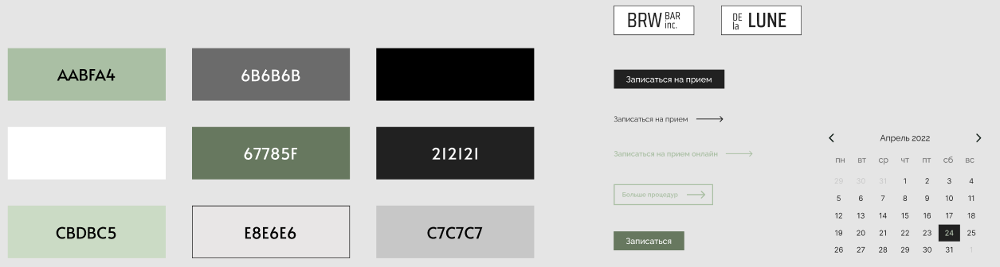 AABFA4
6B6B6B
67785F
212121
CBDBC5
E8E6E6
C7C7C7
BRW BAR inc.
DE la LUNE
Записаться на прием
Записаться на прием
Записаться на прием онлайн
Больше процедур
Записаться
Апрель 2022
пн вт ср чт пт сб вс
29 30 31 1 2 3 4
5 6 7 8 9 10 11
12 13 14 15 16 17 18
19 20 21 22 23 24 25
26 27 28 29 30 31 1